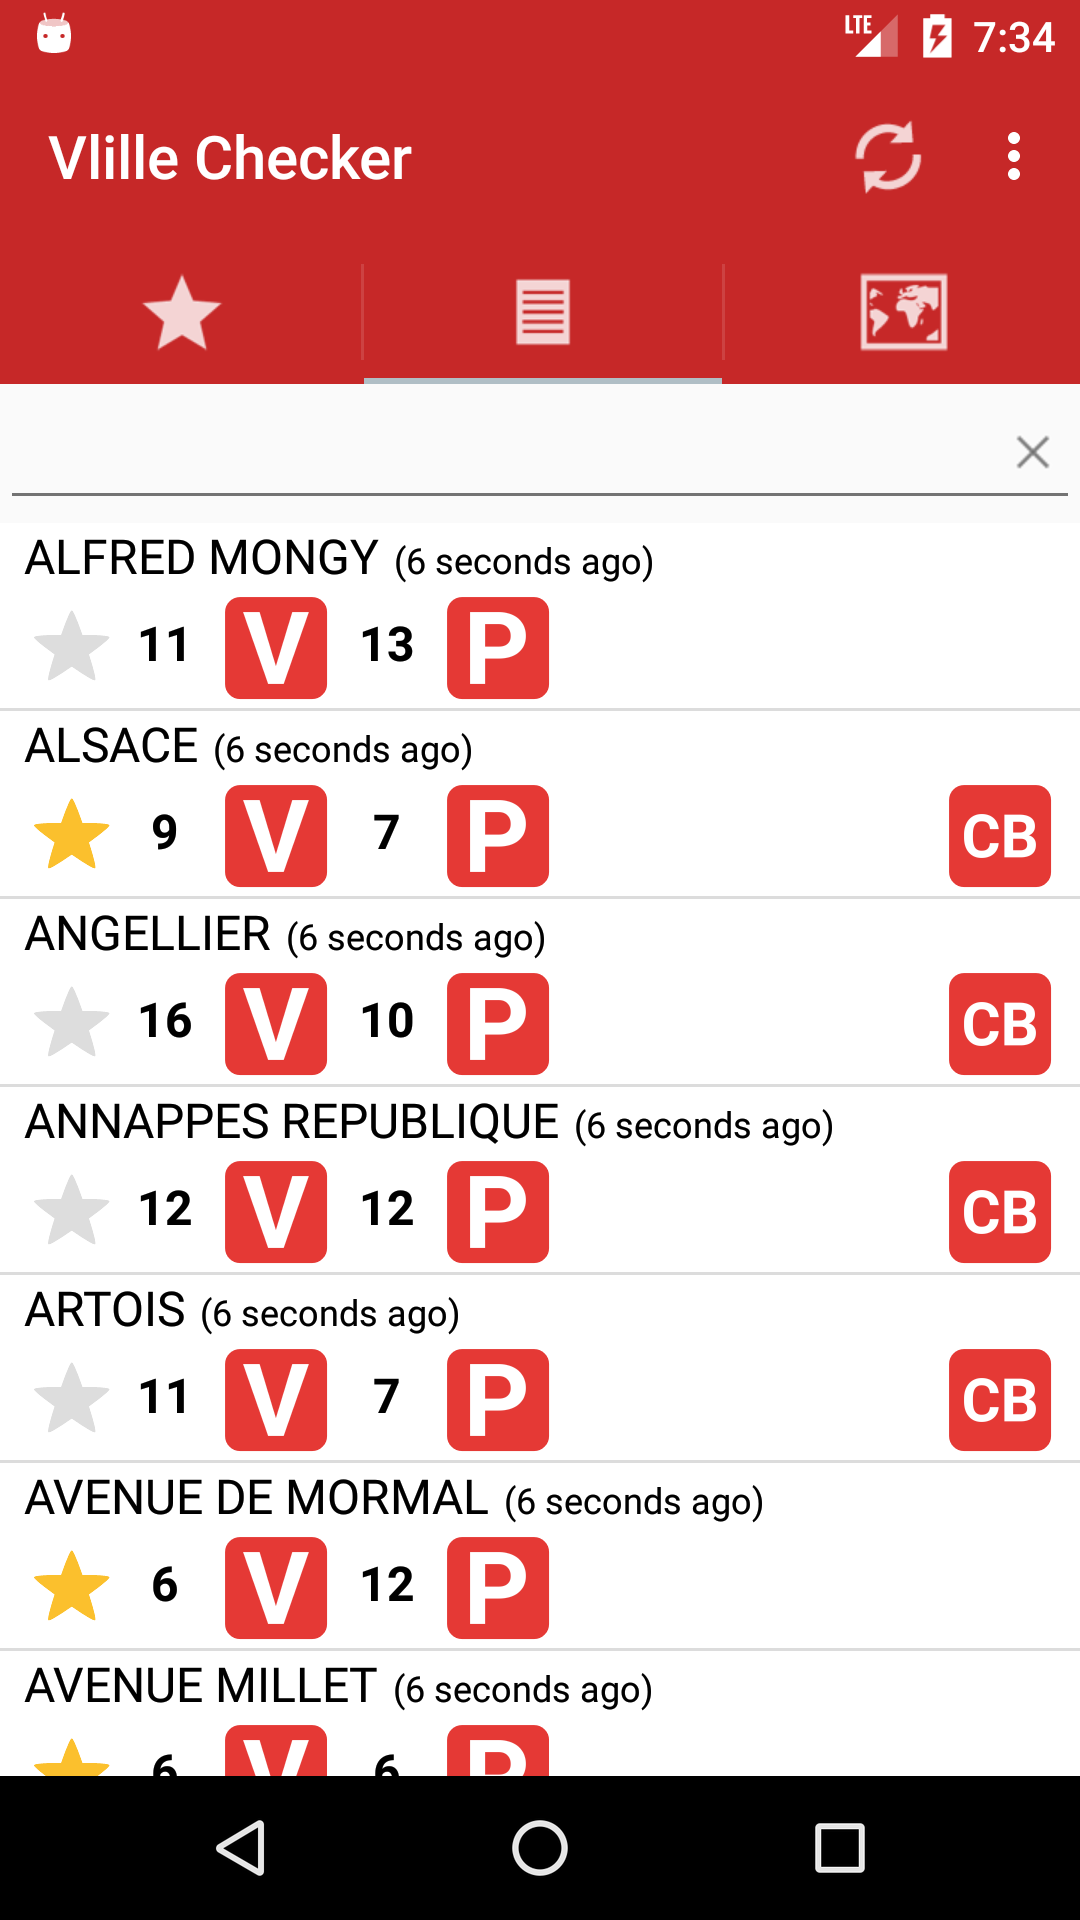 LTE 7:34
Vlille Checker
ALFRED MONGY (6 seconds ago)
11 V 13 P
ALSACE (6 seconds ago)
9 V 7 P CB
ANGELLIER (6 seconds ago)
16 V 10 P CB
ANNAPPES REPUBLIQUE (6 seconds ago)
12 V 12 P CB
ARTOIS (6 seconds ago)
11 V 7 P CB
AVENUE DE MORMAL (6 seconds ago)
6 V 12 P
AVENUE MILLET (6 seconds ago)
6 V 6 P